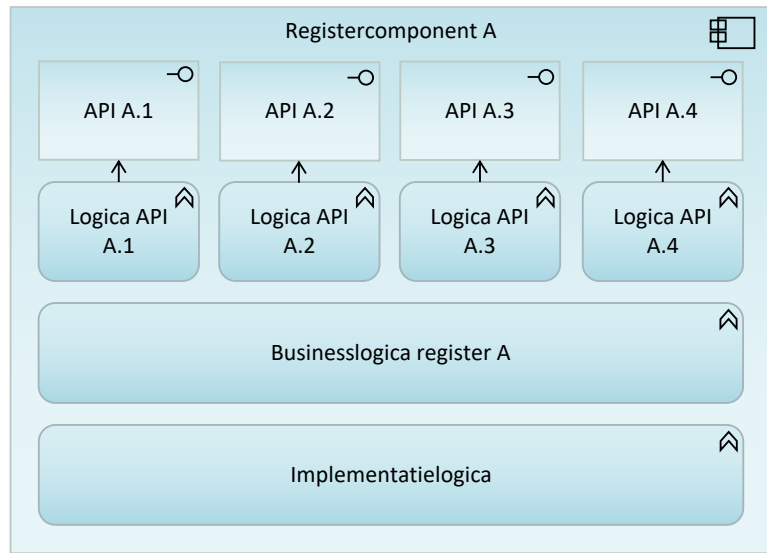 Registercomponent A
API A.1
API A.2
API A.3
API A.4
Logica API
A.1
Logica API
A.2
Logica API
A.3
Logica API
A.4
Businesslogica register A
Implementatielogica